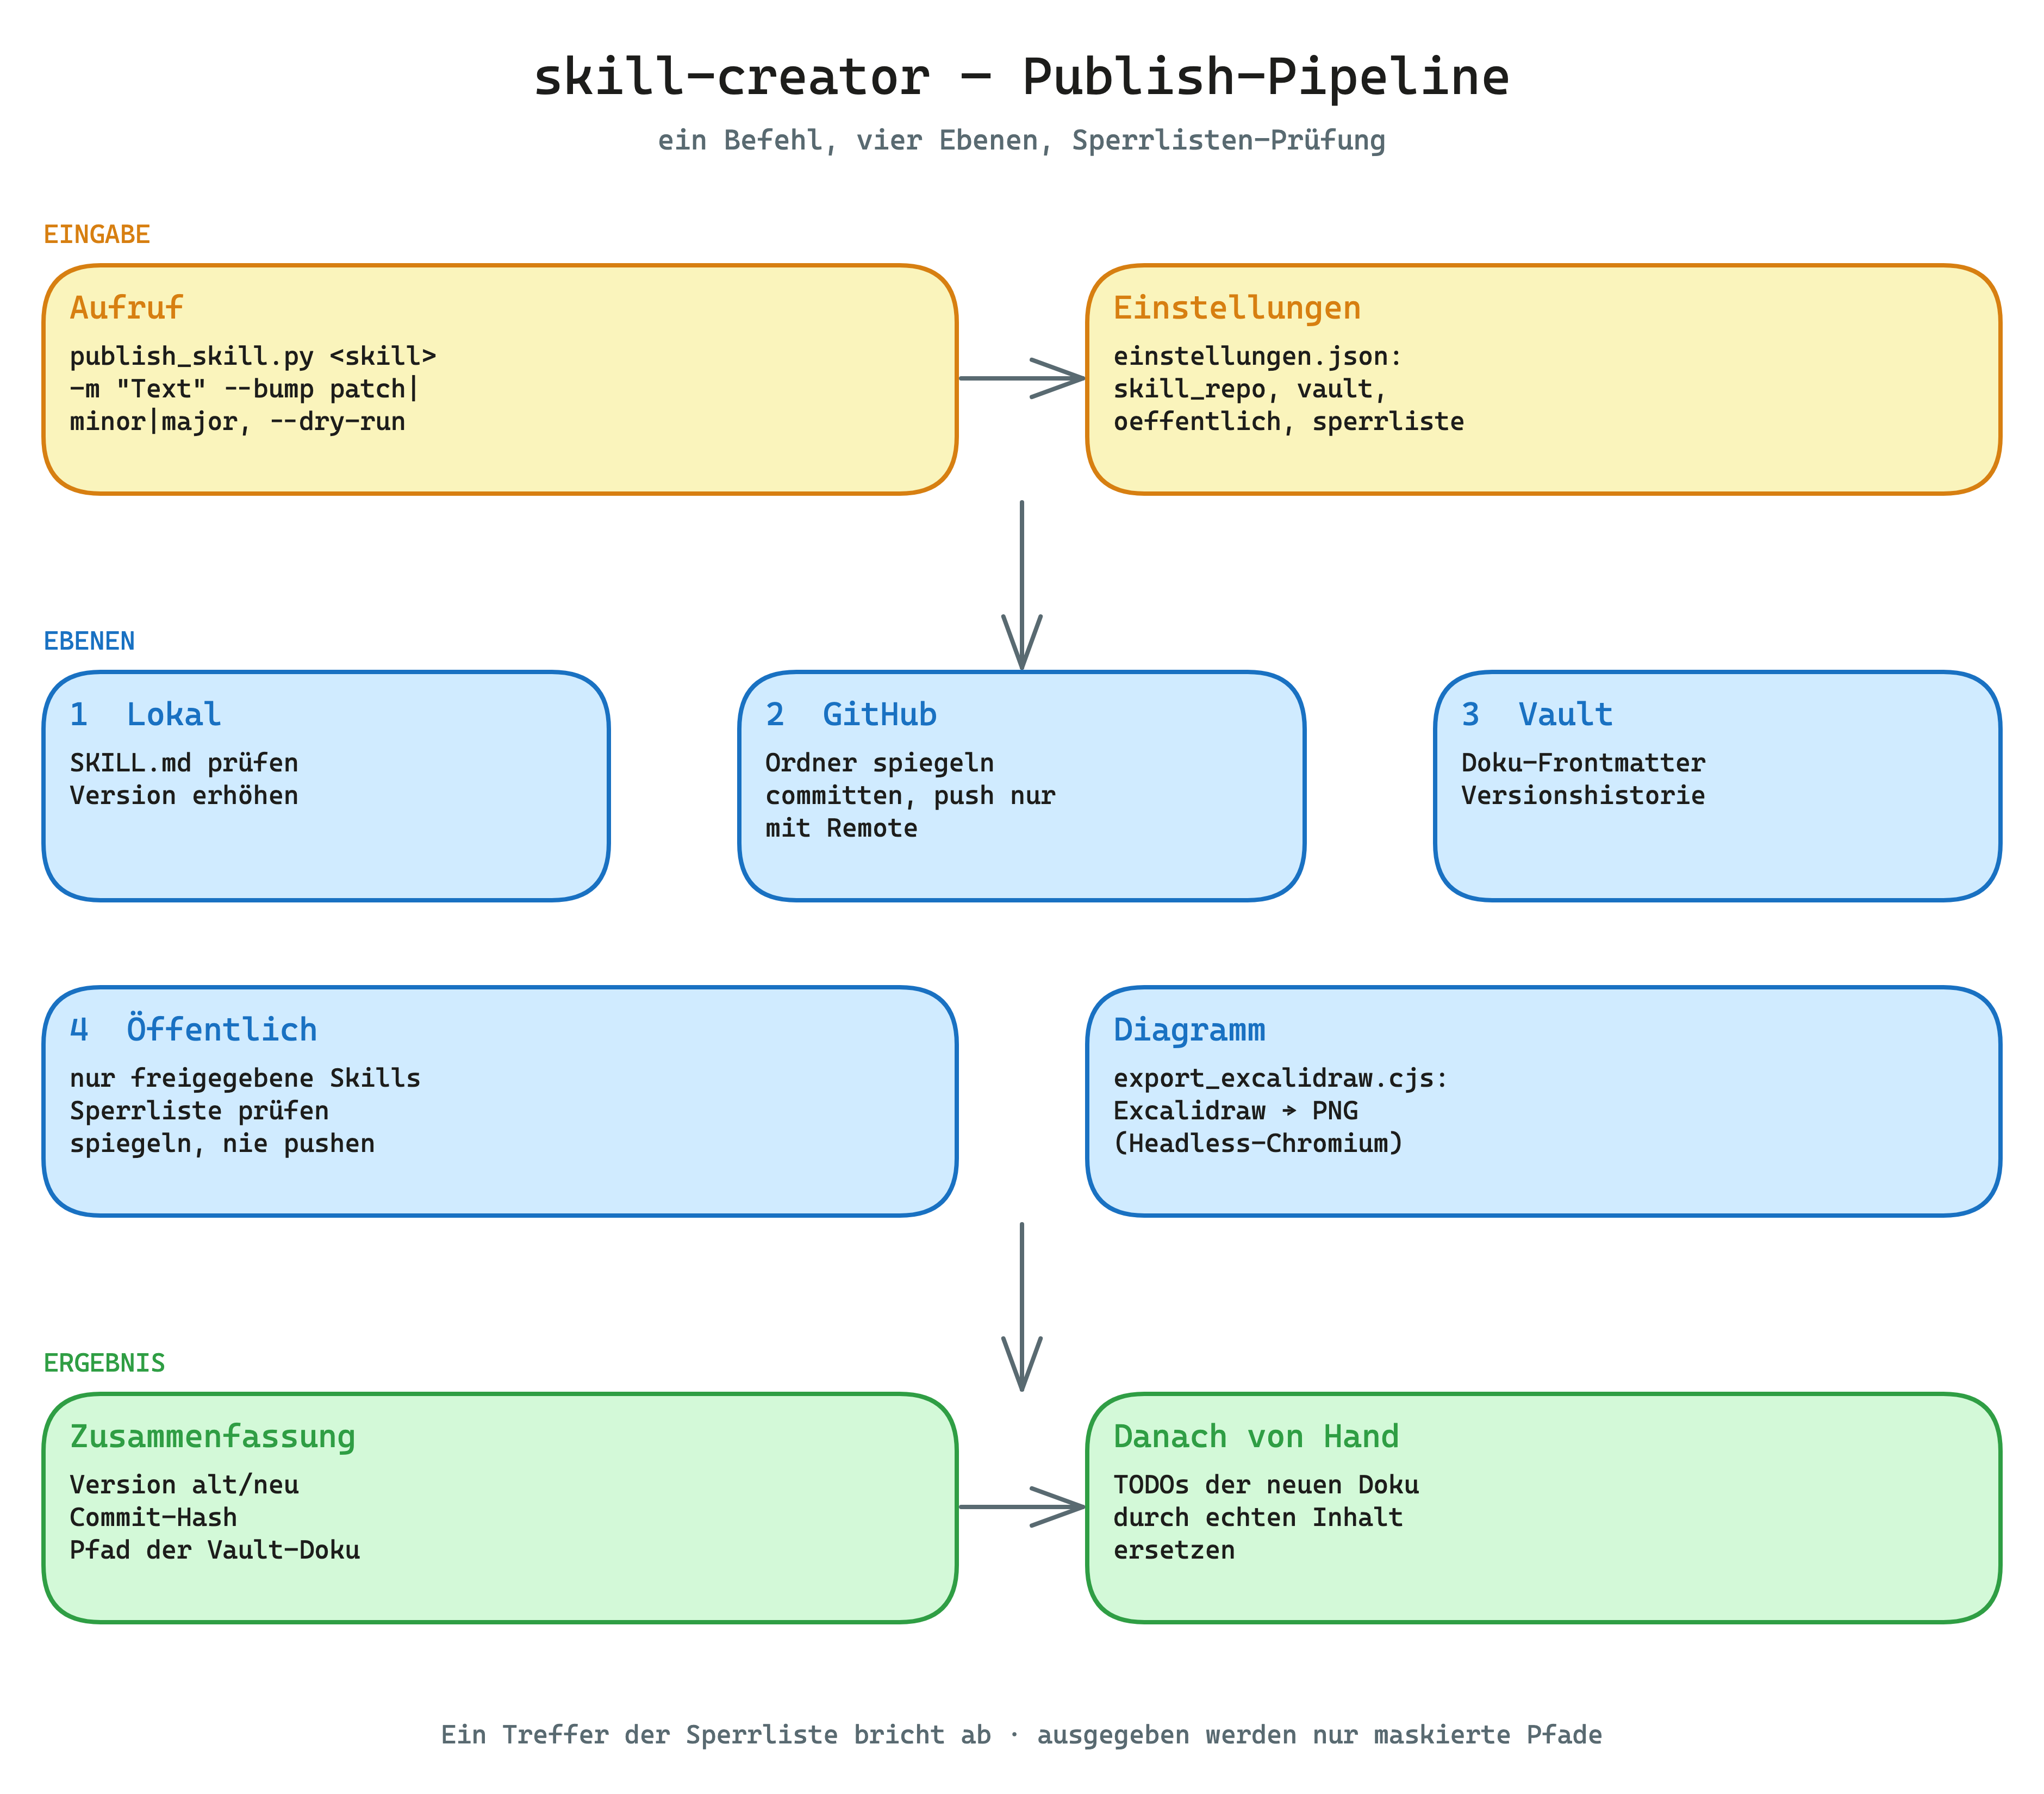 skill-creator – Publish-Pipeline
ein Befehl, vier Ebenen, Sperrlisten-Prüfung
EINGABE
Aufruf
publish_skill.py <skill>
-m "Text" --bump patch|
minor|major, --dry-run
Einstellungen
einstellungen.json:
skill_repo, vault,
oeffentlich, sperrliste
EBENEN
1  Lokal
SKILL.md prüfen
Version erhöhen
2  GitHub
Ordner spiegeln
committen, push nur
mit Remote
3  Vault
Doku-Frontmatter
Versionshistorie
4  Öffentlich
nur freigegebene Skills
Sperrliste prüfen
spiegeln, nie pushen
Diagramm
export_excalidraw.cjs:
Excalidraw → PNG
(Headless-Chromium)
ERGEBNIS
Zusammenfassung
Version alt/neu
Commit-Hash
Pfad der Vault-Doku
Danach von Hand
TODOs der neuen Doku
durch echten Inhalt
ersetzen
Ein Treffer der Sperrliste bricht ab · ausgegeben werden nur maskierte Pfade